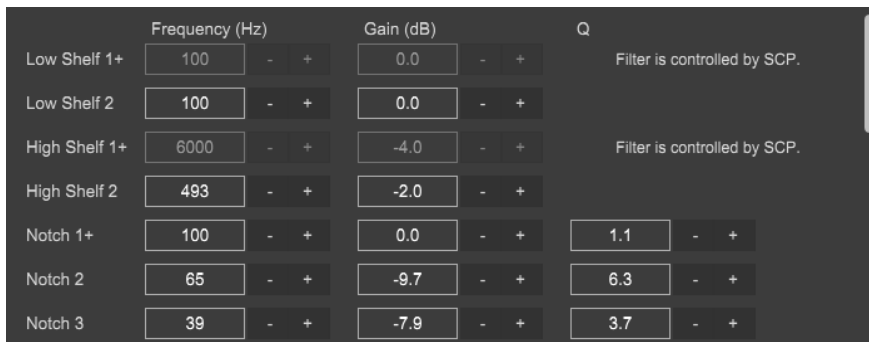 Frequency (Hz) Gain (dB) Q
Low Shelf 1+ 100 - + 0.0 - + Filter is controlled by SCP.
Low Shelf 2 100 - + 0.0 - +
High Shelf 1+ 6000 - + -4.0 - + Filter is controlled by SCP.
High Shelf 2 493 - + -2.0 - +
Notch 1+ 100 - + 0.0 - + 1.1 - +
Notch 2 65 - + -9.7 - + 6.3 - +
Notch 3 39 - + -7.9 - + 3.7 - +